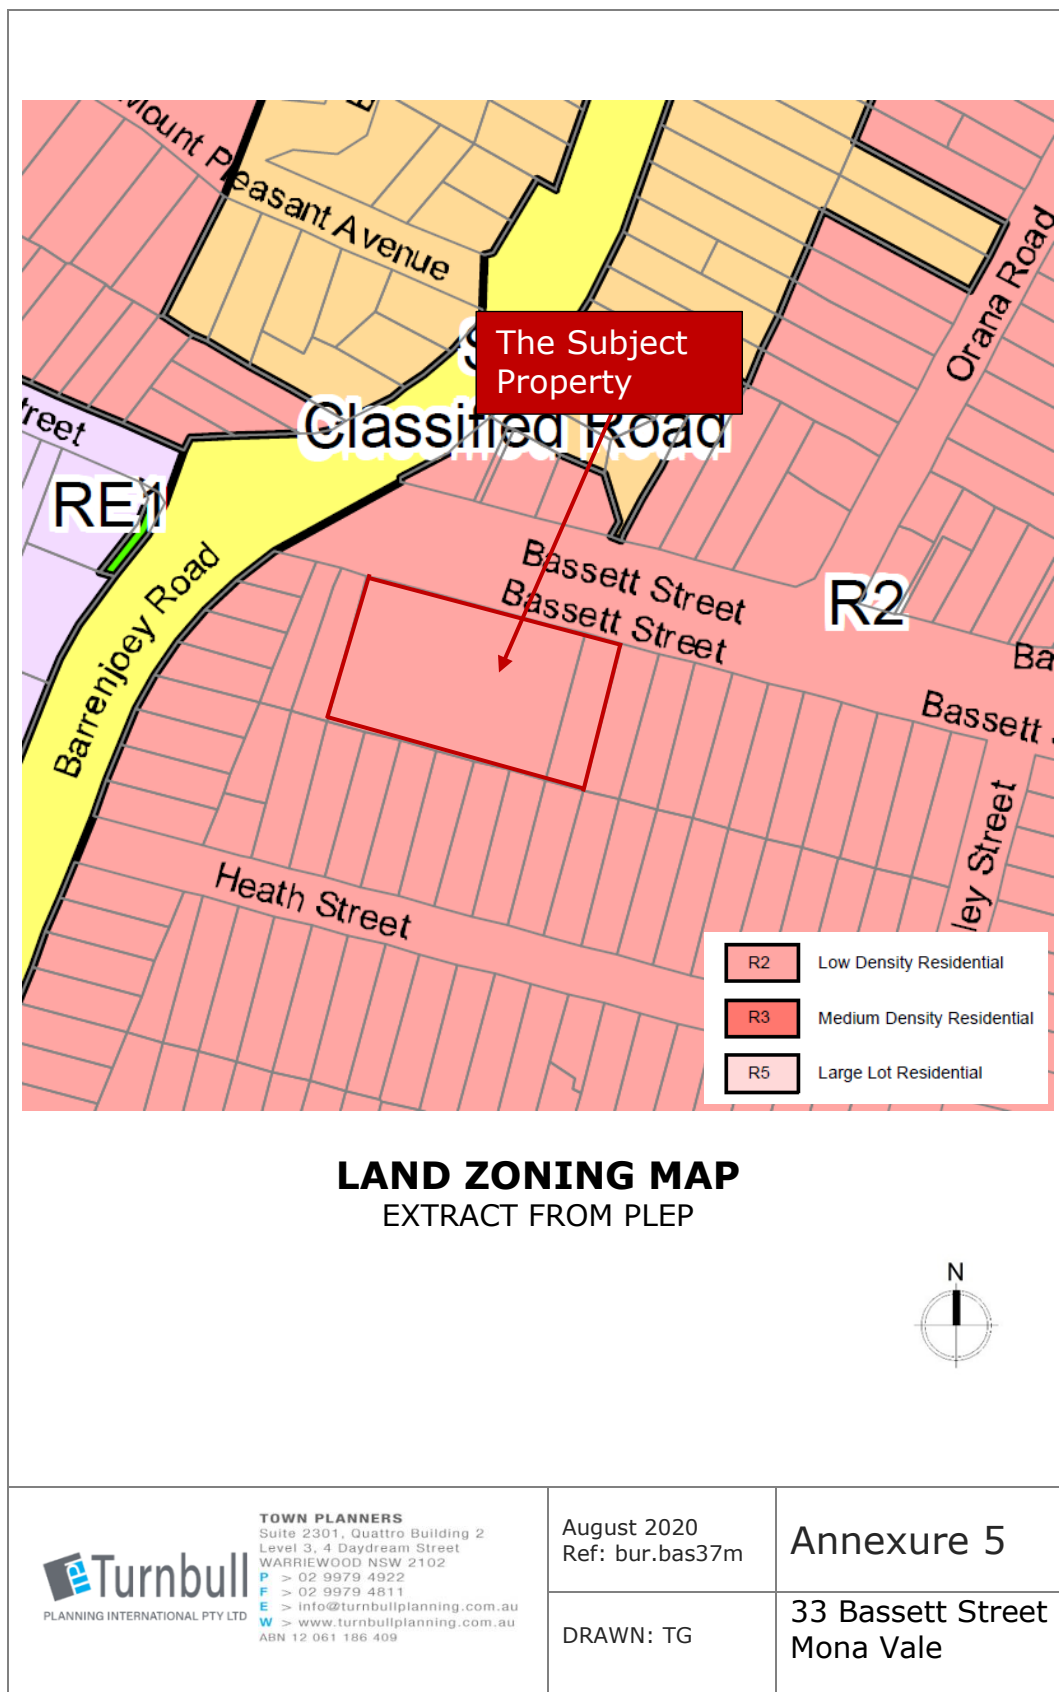 Mount Pleasant Avenue
Orana Road
The Subject
Property
Classified Road
treet
RE1
Barrenjoey Road
Bassett Street
Bassett Street
R2
Ba
Bassett
ley Street
Heath Street
R2 Low Density Residential
R3 Medium Density Residential
R5 Large Lot Residential
LAND ZONING MAP
EXTRACT FROM PLEP
N
Turnbull
PLANNING INTERNATIONAL PTY LTD
TOWN PLANNERS
Suite 2301, Quattro Building 2
Level 3, 4 Daydream Street
WARRIEWOOD NSW 2102
P > 02 9979 4922
F > 02 9979 4811
E > info@turnbullplanning.com.au
W > www.turnbullplanning.com.au
ABN 12 061 186 409
August 2020
Ref: bur.bas37m
DRAWN: TG
Annexure 5
33 Bassett Street
Mona Vale